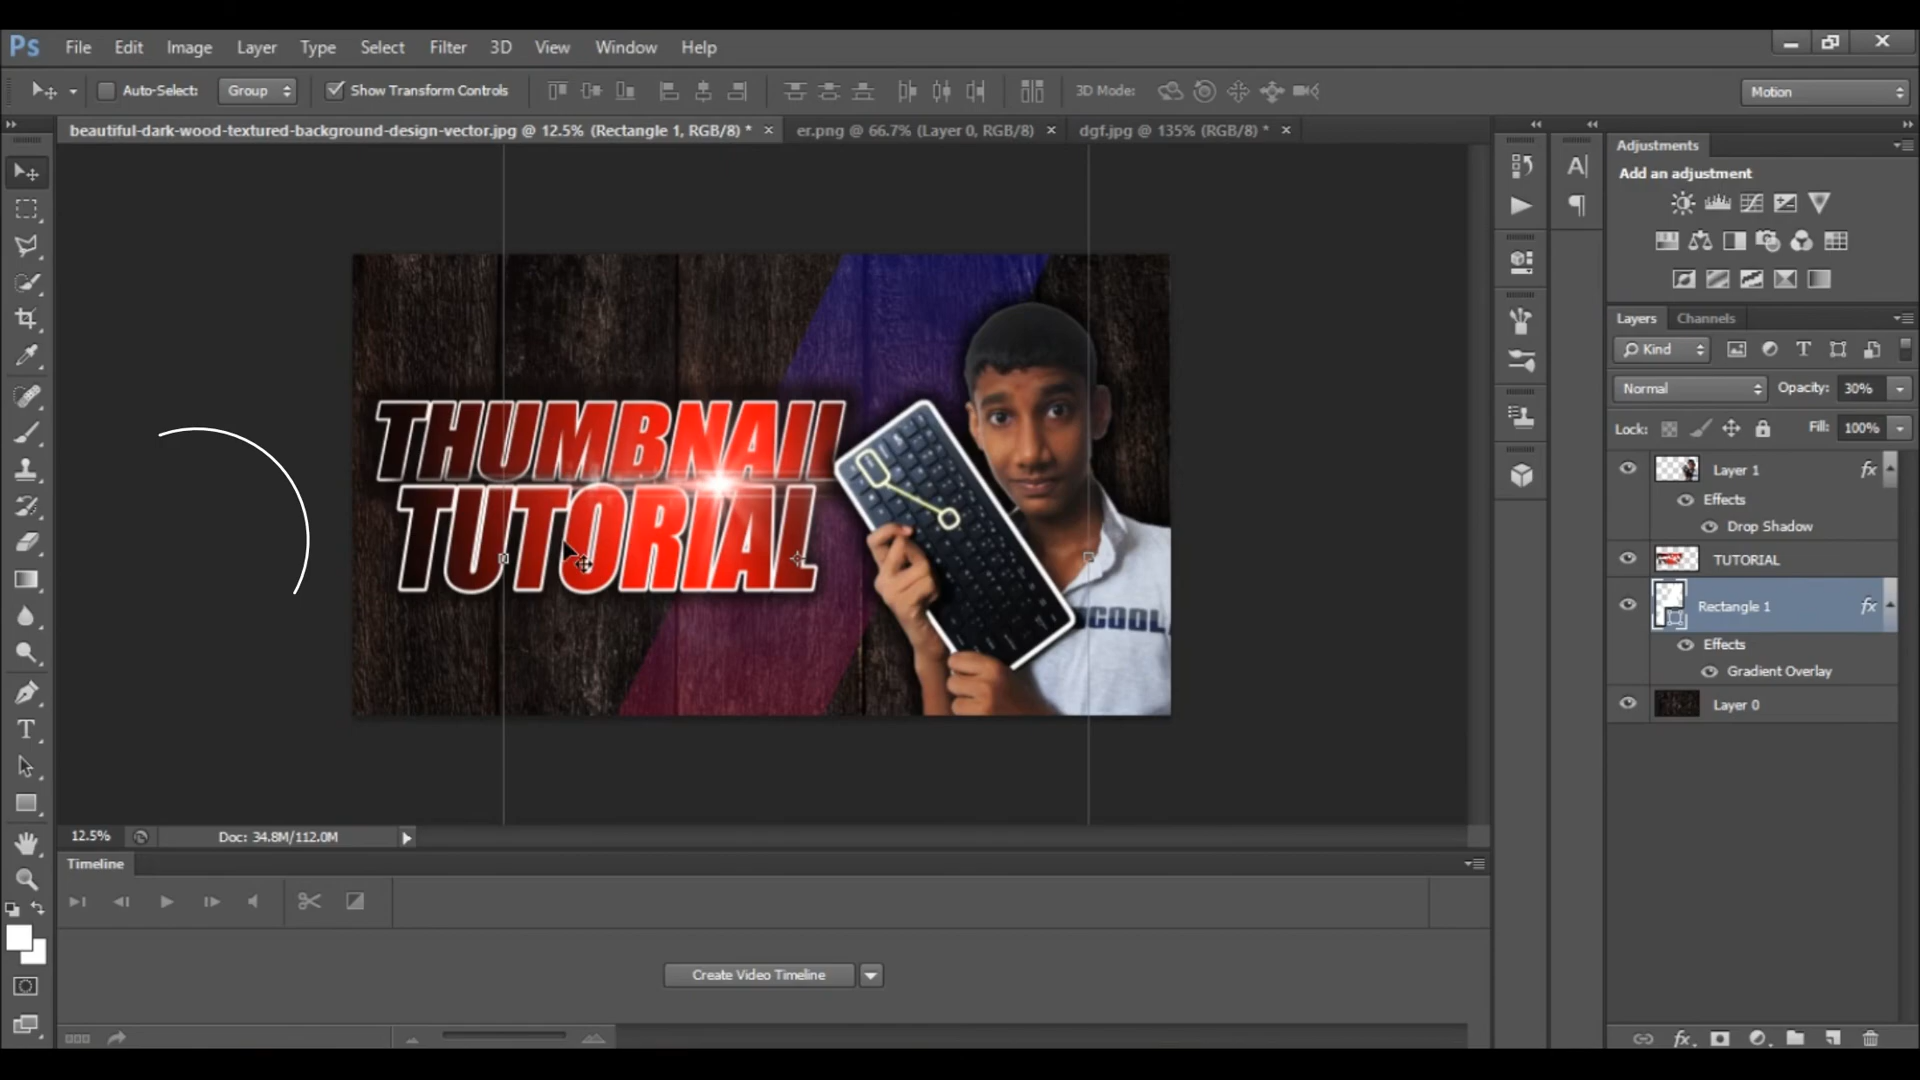 Ps File Edit Image Layer Type Select Filter 3D View Window Help
Auto-Select: Group Show Transform Controls 3D Mode: Motion
beautiful-dark-wood-textured-background-design-vector.jpg @ 12.5% (Rectangle 1, RGB/8) * × er.png @ 66.7% (Layer 0, RGB/8) × dgf.jpg @ 135% (RGB/8) * ×
Adjustments
Add an adjustment
Layers Channels
Kind
Normal Opacity: 30%
Lock: Fill: 100%
Layer 1 fx
Effects
Drop Shadow
TUTORIAL
Rectangle 1 fx
Effects
Gradient Overlay
Layer 0
THUMBNAIL
TUTORIAL
COOL
12.5% Doc: 34.8M/112.0M
Timeline
Create Video Timeline